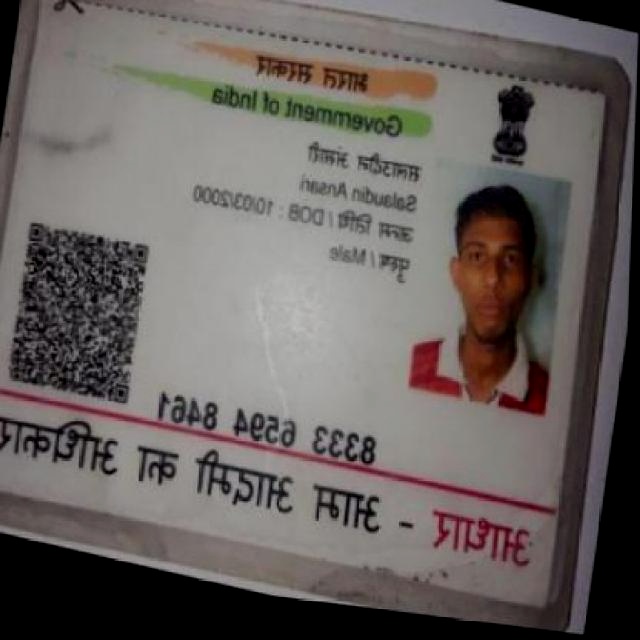 भारत सरकार
Government of India
सलाउदीन अंसारी
Salaudin Ansari
जन्म तिथि / DOB : 10/03/2000
पुरुष / Male
8333 6594 8461
आधार - आम आदमी का अधिकार